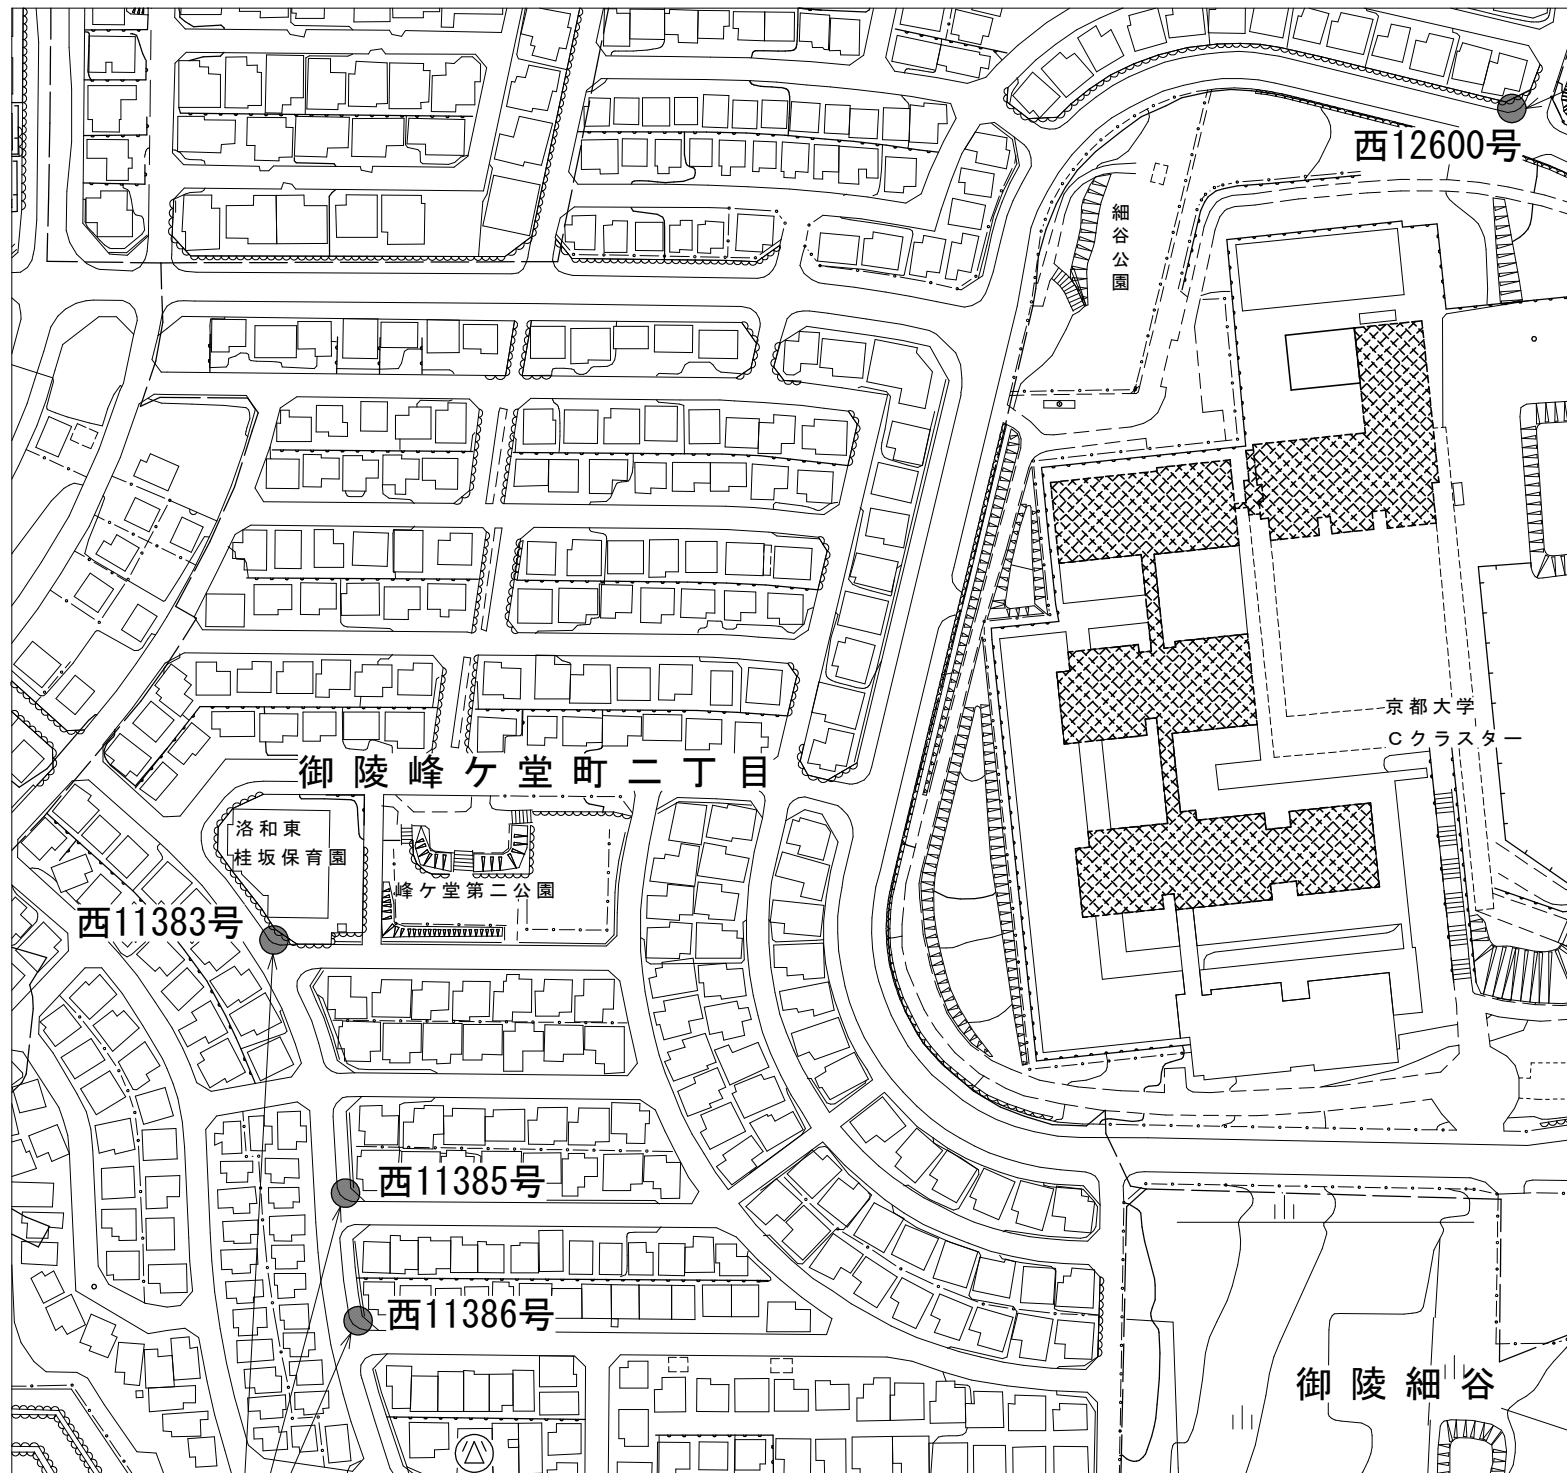 西12600号
細谷公園
京都大学
Cクラスター
御陵峰ケ堂町二丁目
洛和東
桂坂保育園
峰ケ堂第二公園
西11383号
西11385号
西11386号
御陵細谷